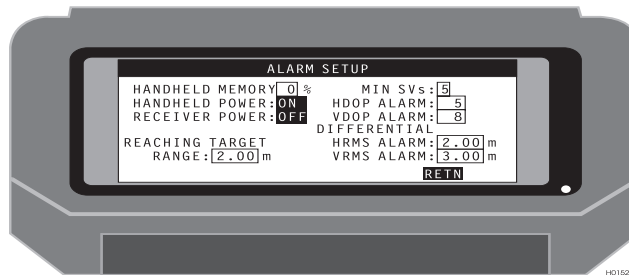 ALARM SETUP
HANDHELD MEMORY 0 %
HANDHELD POWER: ON
RECEIVER POWER: OFF
REACHING TARGET
RANGE: 2.00 m
MIN SVs: 5
HDOP ALARM: 5
VDOP ALARM: 8
DIFFERENTIAL
HRMS ALARM: 2.00 m
VRMS ALARM: 3.00 m
RETN
H0152